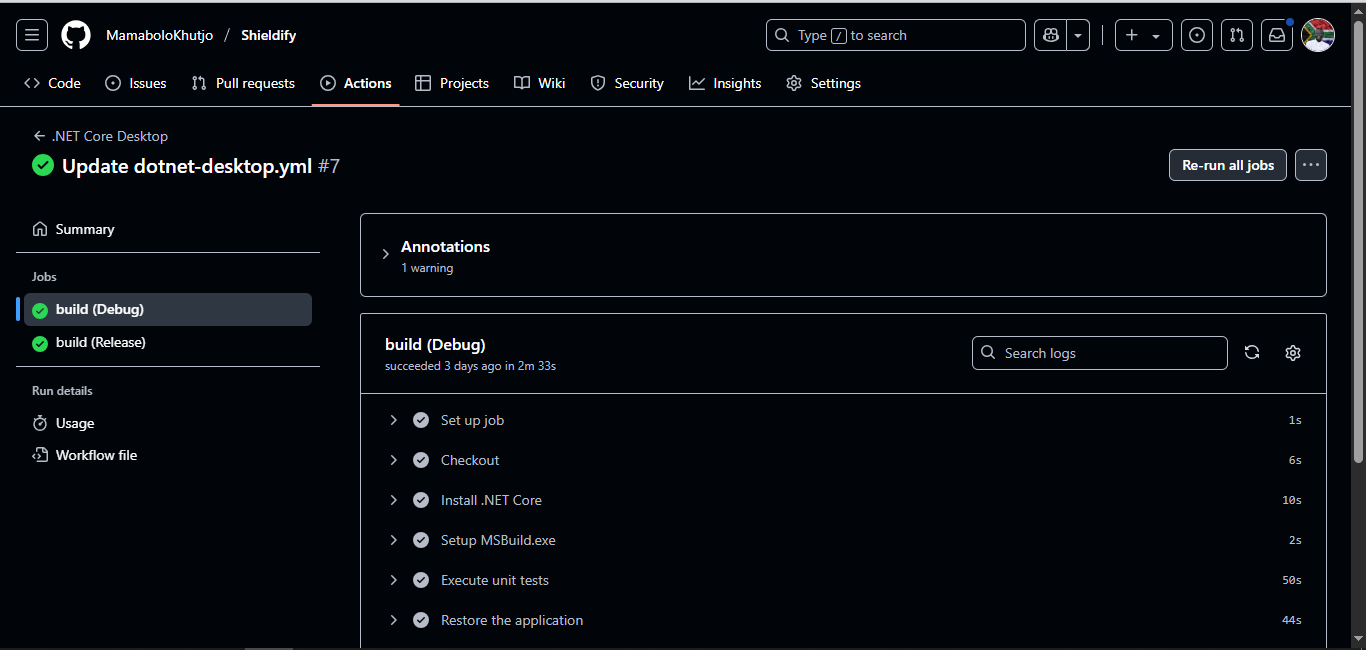 MamaboloKhutjo / Shieldify
Type / to search
Code Issues Pull requests Actions Projects Wiki Security Insights Settings
.NET Core Desktop
Update dotnet-desktop.yml #7
Re-run all jobs
Summary
Jobs
build (Debug)
build (Release)
Run details
Usage
Workflow file
Annotations
1 warning
build (Debug)
succeeded 3 days ago in 2m 33s
Search logs
Set up job 1s
Checkout 6s
Install .NET Core 10s
Setup MSBuild.exe 2s
Execute unit tests 50s
Restore the application 44s